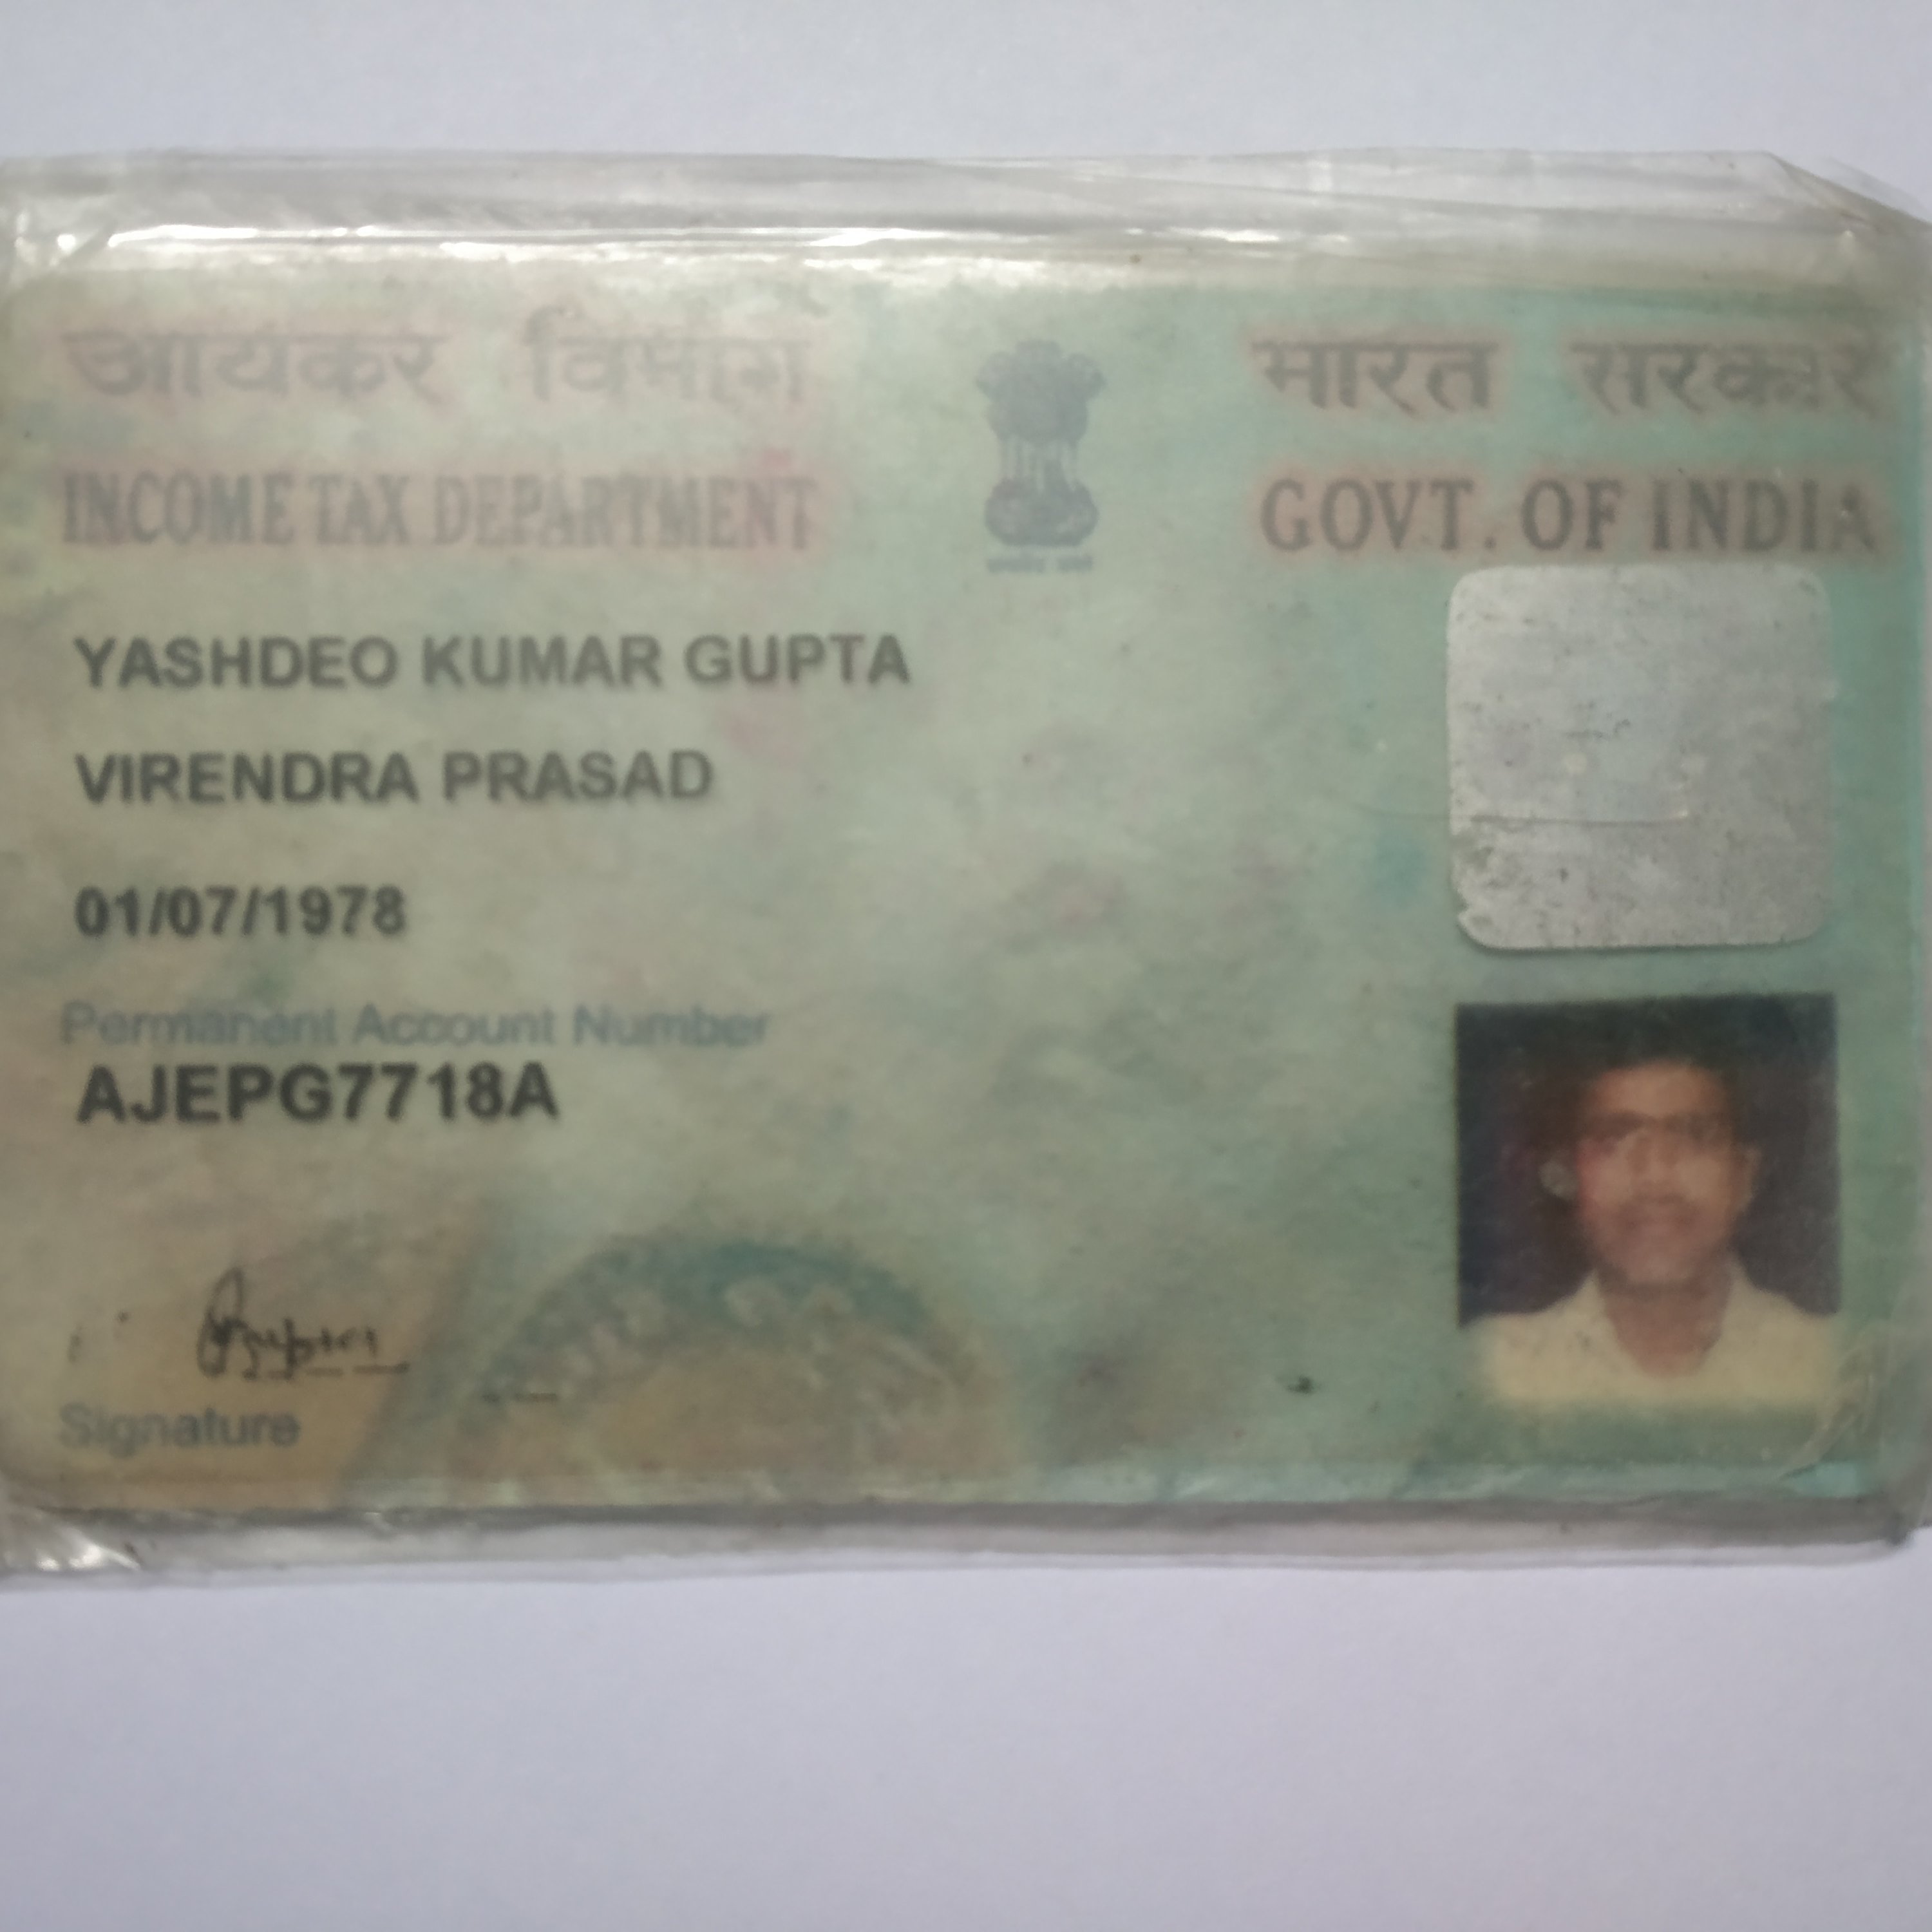 आयकर विभाग
INCOME TAX DEPARTMENT
भारत सरकार
GOVT. OF INDIA
YASHDEO KUMAR GUPTA
VIRENDRA PRASAD
01/07/1978
Permanent Account Number
AJEPG7718A
Signature